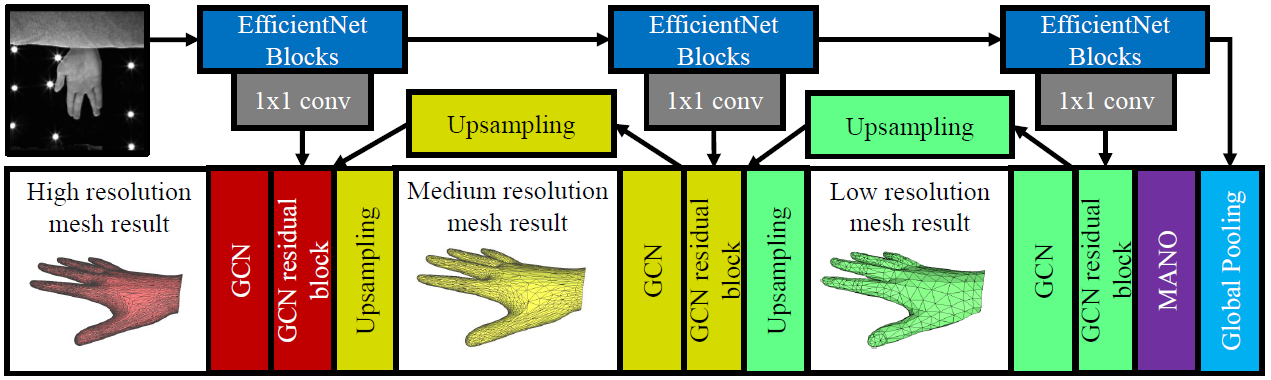 EfficientNet
Blocks
EfficientNet
Blocks
EfficientNet
Blocks
1x1 conv
1x1 conv
1x1 conv
Upsampling
Upsampling
High resolution
mesh result
GCN
GCN residual
block
Upsampling
Medium resolution
mesh result
GCN
GCN residual
block
Upsampling
Low resolution
mesh result
GCN
GCN residual
block
MANO
Global Pooling